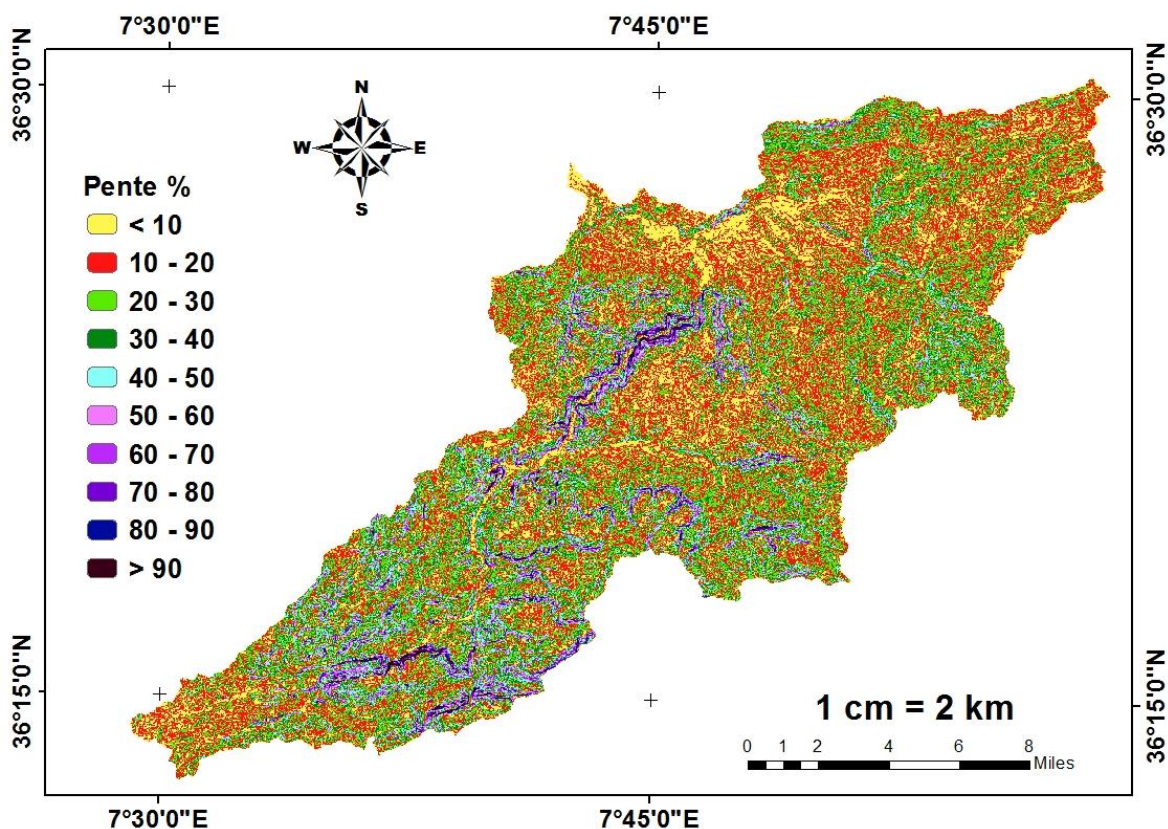 7°30'0"E 7°45'0"E
36°30'0"N 36°30'0"N
N
W E
S
Pente %
< 10
10 - 20
20 - 30
30 - 40
40 - 50
50 - 60
60 - 70
70 - 80
80 - 90
> 90
36°15'0"N 36°15'0"N
1 cm = 2 km
0 1 2 4 6 8
Miles
7°30'0"E 7°45'0"E